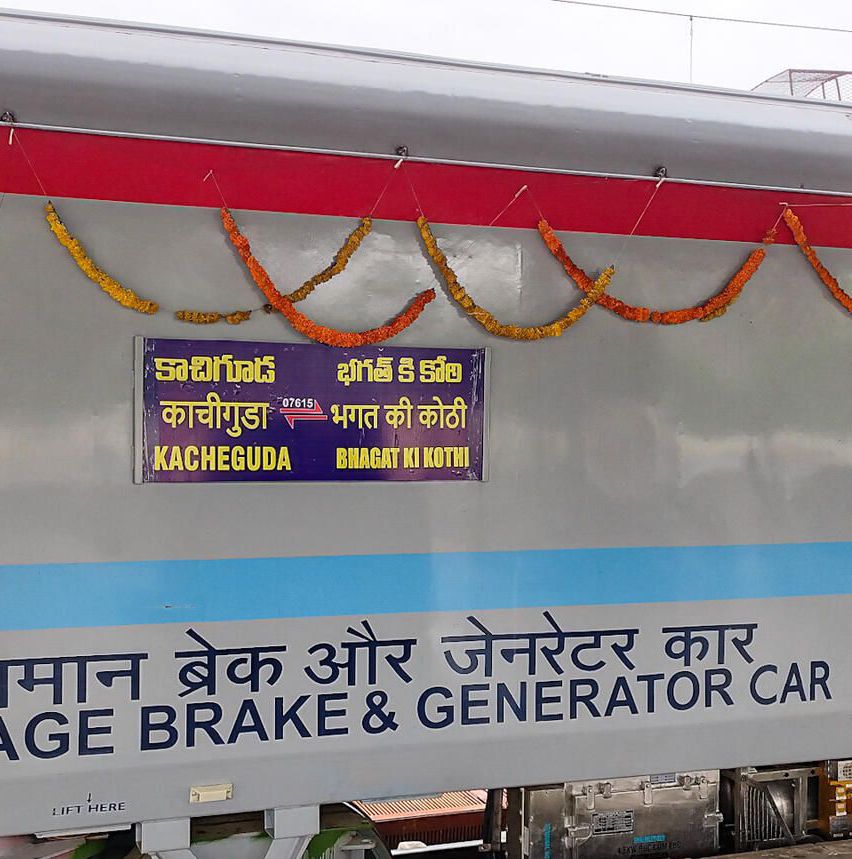 కాచిగూడ భగత్ కి కోఠి
07615
काचीगुडा भगत की कोठी
KACHEGUDA BHAGAT KI KOTHI
मान ब्रेक और जेनरेटर कार
AGE BRAKE & GENERATOR CAR
LIFT HERE